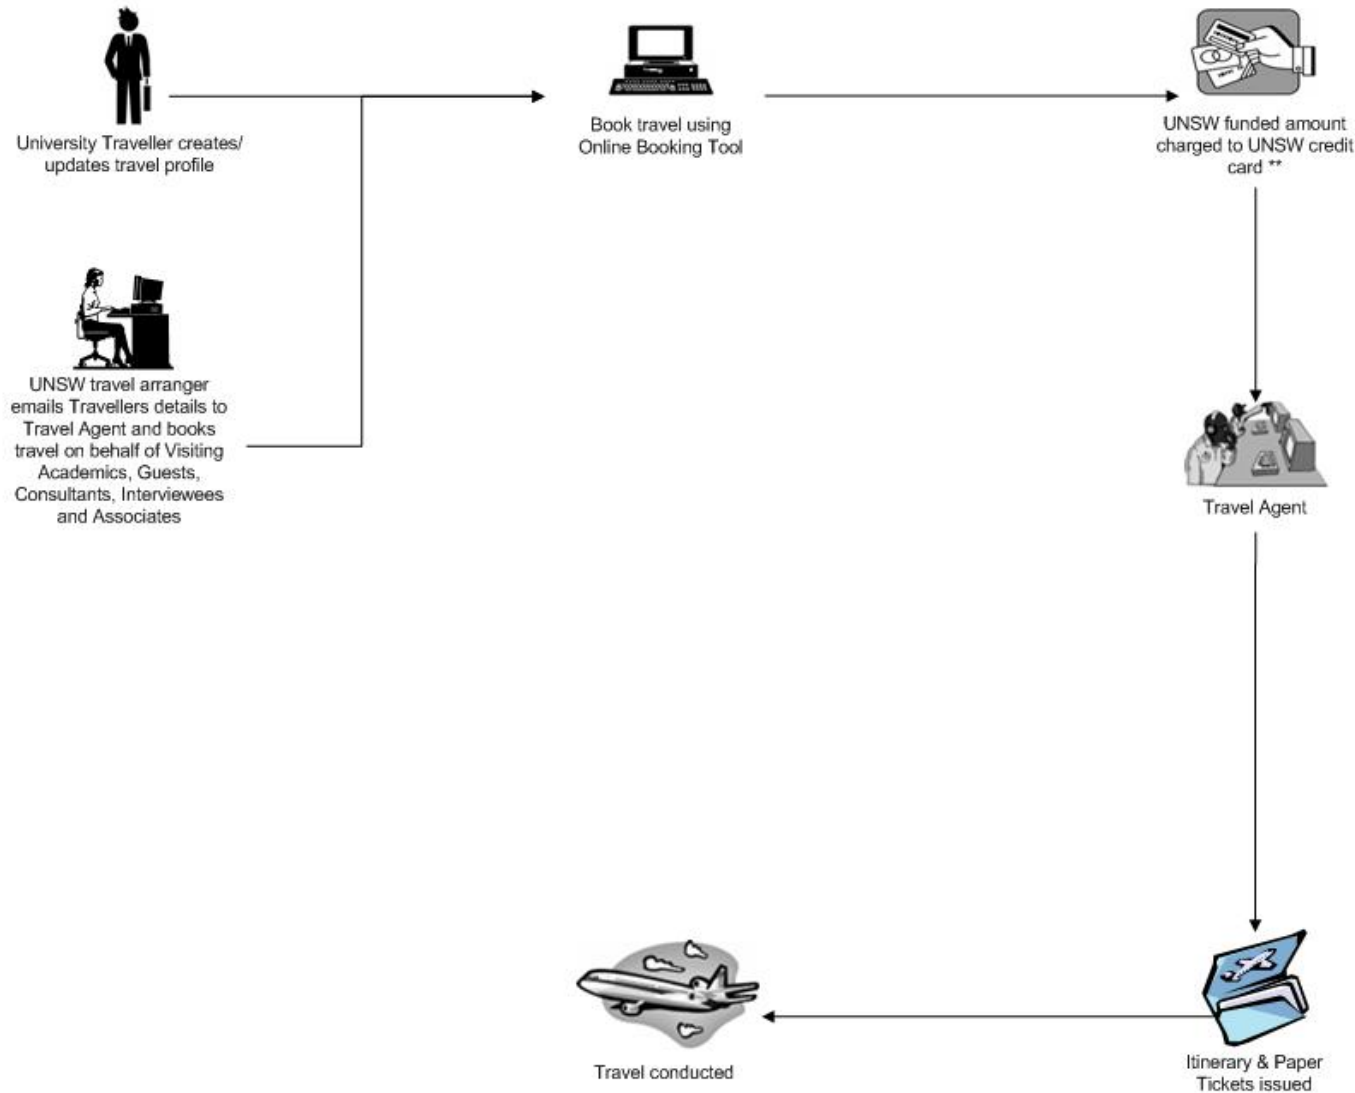 University Traveller creates/
updates travel profile
Book travel using
Online Booking Tool
UNSW funded amount
charged to UNSW credit
card **
UNSW travel arranger
emails Travellers details to
Travel Agent and books
travel on behalf of Visiting
Academics, Guests,
Consultants, Interviewees
and Associates
Travel Agent
Travel conducted
Itinerary & Paper
Tickets issued